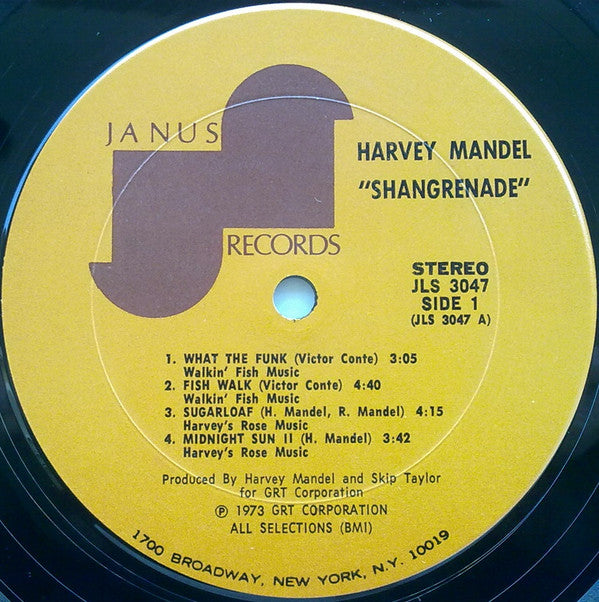 JANUS
RECORDS
HARVEY MANDEL
"SHANGRENADE"
STEREO
JLS 3047
SIDE 1
(JLS 3047 A)
1. WHAT THE FUNK (Victor Conte) 3:05
Walkin' Fish Music
2. FISH WALK (Victor Conte) 4:40
Walkin' Fish Music
3. SUGARLOAF (H. Mandel, R. Mandel) 4:15
Harvey's Rose Music
4. MIDNIGHT SUN II (H. Mandel) 3:42
Harvey's Rose Music
Produced By Harvey Mandel and Skip Taylor
for GRT Corporation
Ⓟ 1973 GRT CORPORATION
ALL SELECTIONS (BMI)
1700 BROADWAY, NEW YORK, N.Y. 10019